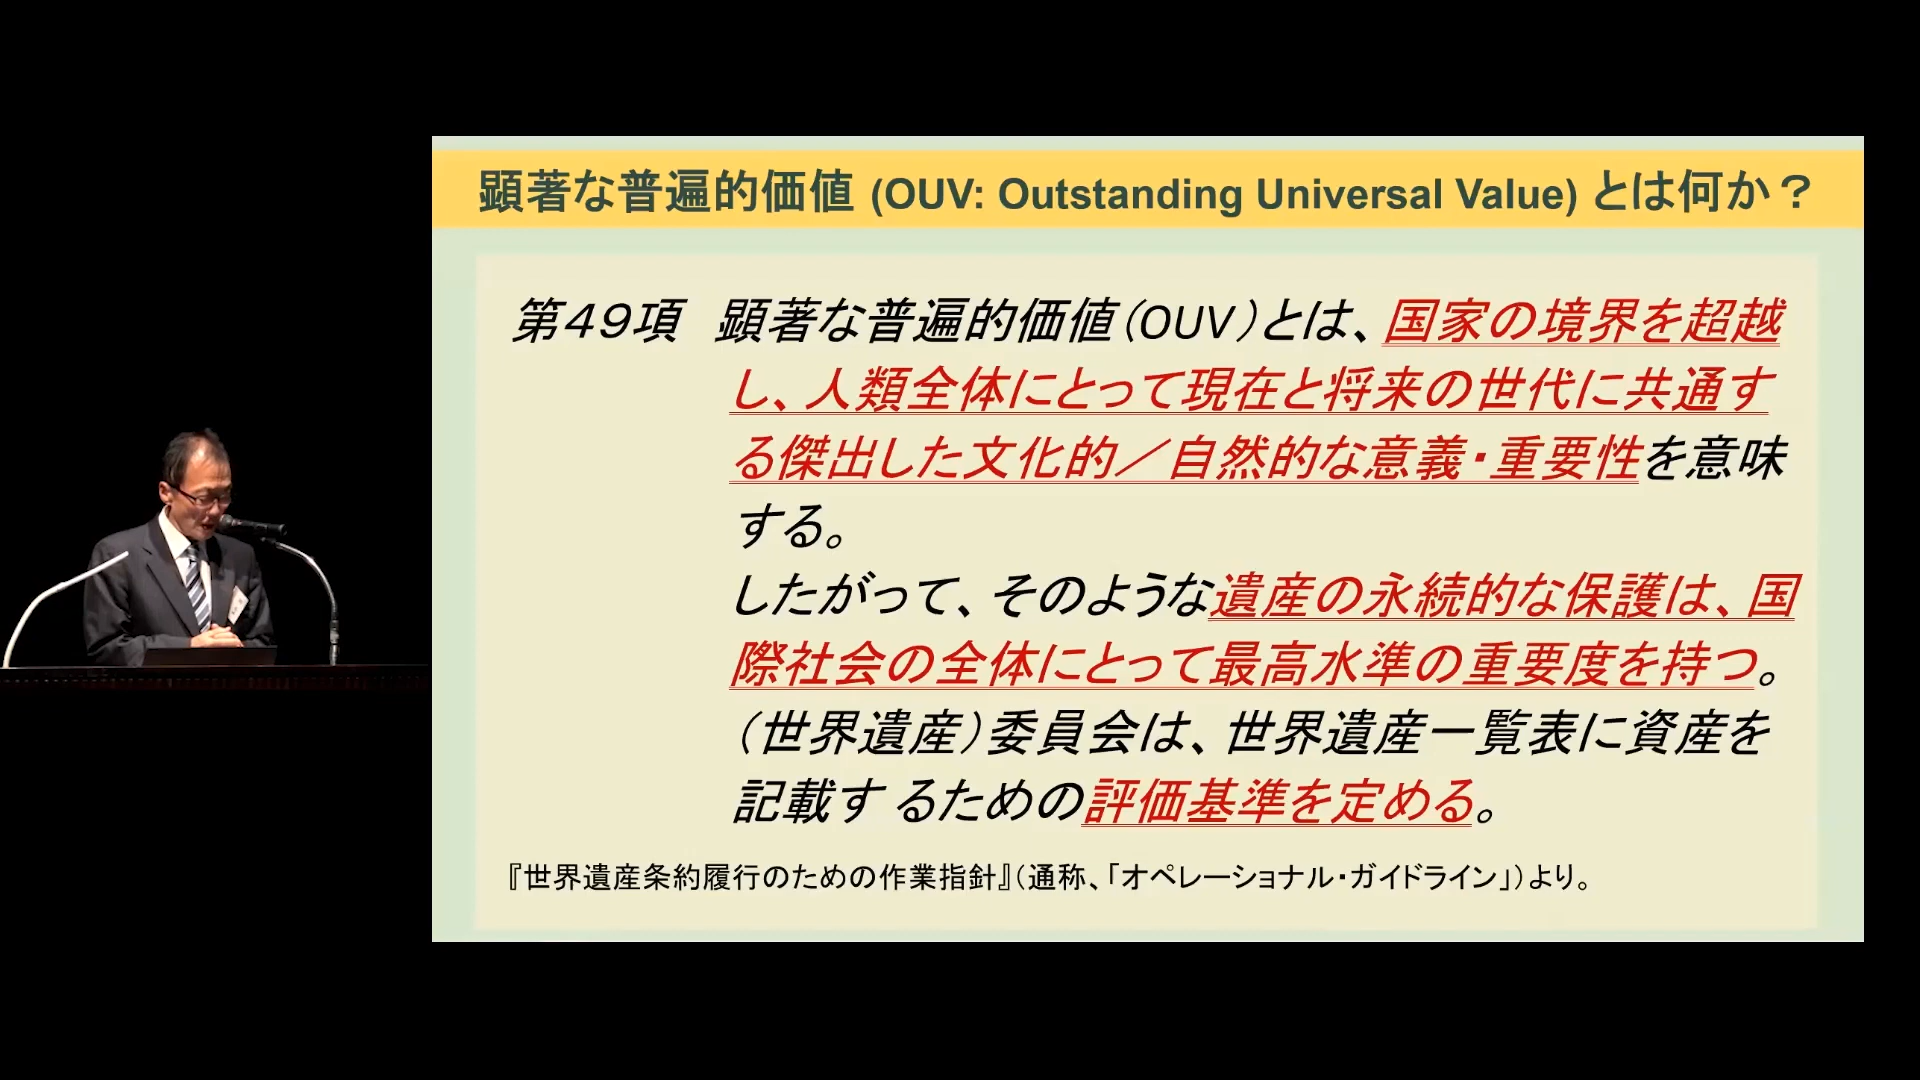 顕著な普遍的価値 (OUV: Outstanding Universal Value) とは何か？
第４９項　顕著な普遍的価値（OUV）とは、国家の境界を超越
し、人類全体にとって現在と将来の世代に共通す
る傑出した文化的／自然的な意義・重要性を意味
する。
したがって、そのような遺産の永続的な保護は、国
際社会の全体にとって最高水準の重要度を持つ。
（世界遺産）委員会は、世界遺産一覧表に資産を
記載す るための評価基準を定める。
『世界遺産条約履行のための作業指針』（通称、「オペレーショナル・ガイドライン」）より。